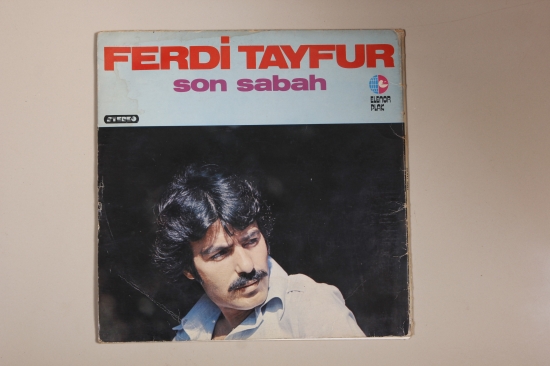 FERDİ TAYFUR
son sabah
ELENOR
PLAK
STEREO